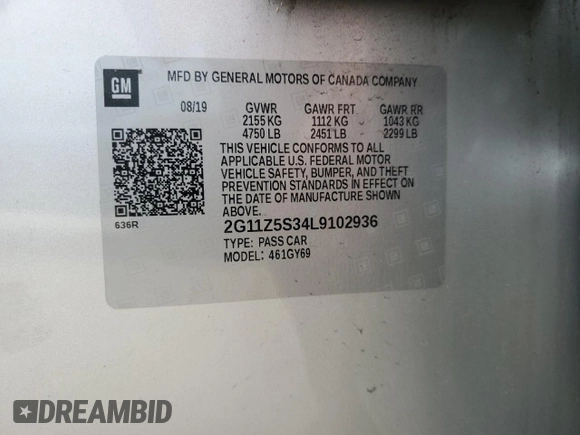 GM
MFD BY GENERAL MOTORS OF CANADA COMPANY
08/19 GVWR GAWR FRT GAWR RR
2155 KG 1112 KG 1043 KG
4750 LB 2451 LB 2299 LB
THIS VEHICLE CONFORMS TO ALL
APPLICABLE U.S. FEDERAL MOTOR
VEHICLE SAFETY, BUMPER, AND THEFT
PREVENTION STANDARDS IN EFFECT ON
THE DATE OF MANUFACTURE SHOWN
ABOVE.
636R
2G11Z5S34L9102936
TYPE: PASS CAR
MODEL: 461GY69
DREAMBID